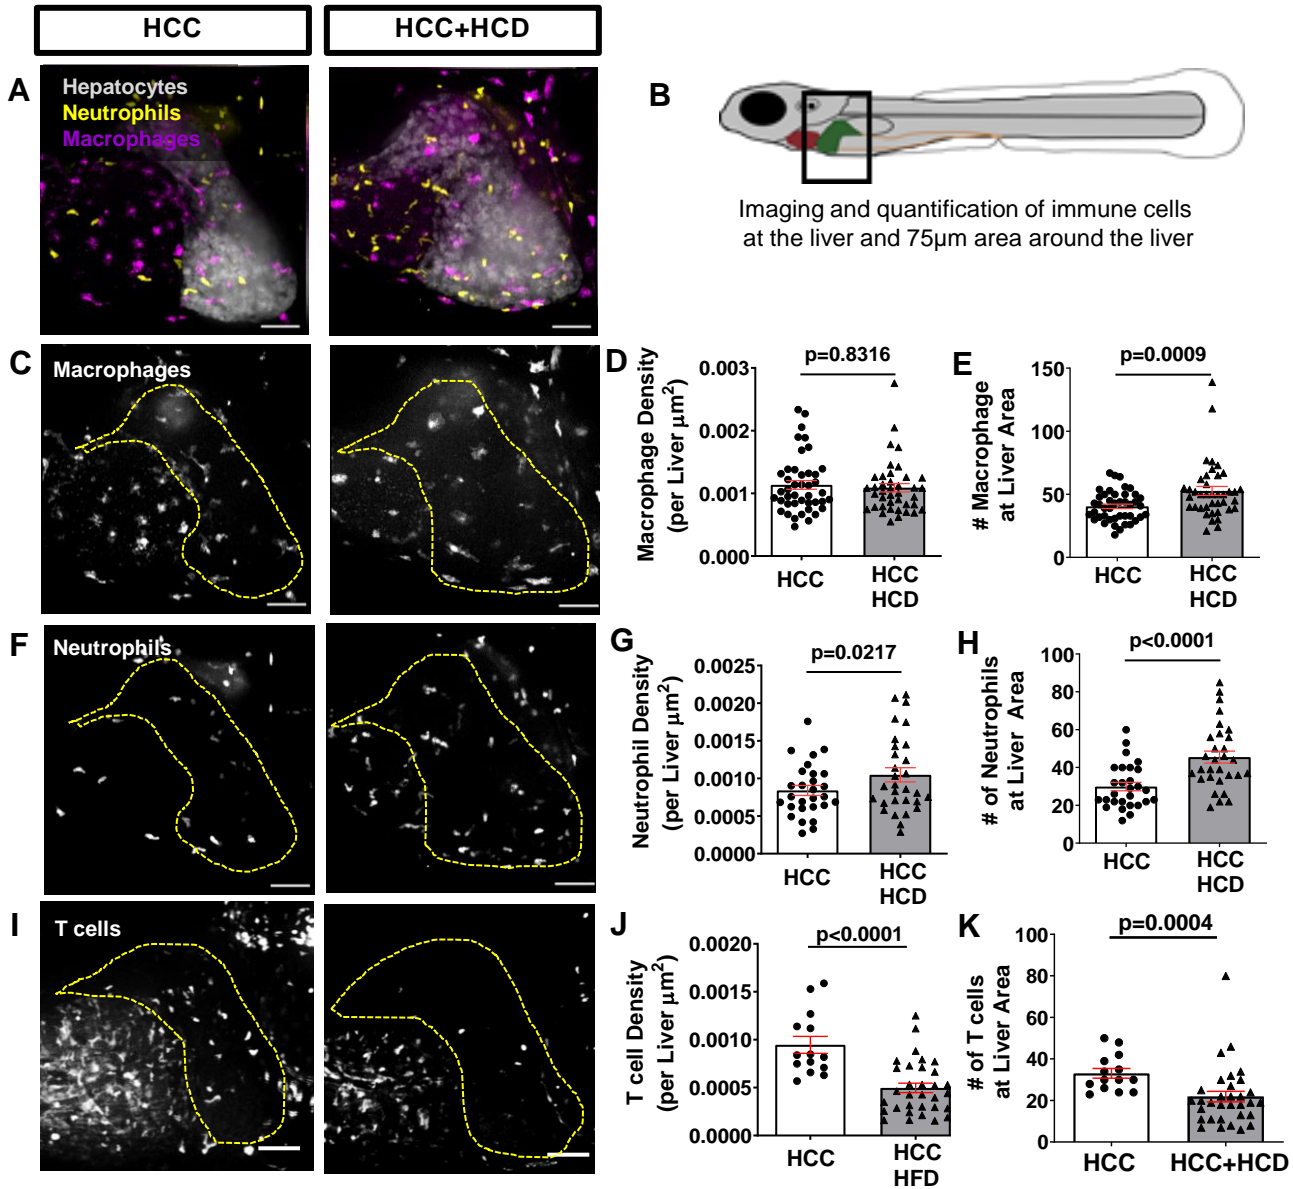 HCC
HCC+HCD
A
Hepatocytes
Neutrophils
Macrophages
B
Imaging and quantification of immune cells
at the liver and 75µm area around the liver
C
Macrophages
D
Macrophage Density
(per Liver µm²)
0.003
0.002
0.001
0.000
p=0.8316
HCC
HCC
HCD
E
# Macrophage
at Liver Area
150
100
50
0
p=0.0009
HCC
HCC
HCD
F
Neutrophils
G
Neutrophil Density
(per Liver µm²)
0.0025
0.0020
0.0015
0.0010
0.0005
0.0000
p=0.0217
HCC
HCC
HCD
H
# of Neutrophils
at Liver Area
100
80
60
40
20
0
p<0.0001
HCC
HCC
HCD
I
T cells
J
T cell Density
(per Liver µm²)
0.0020
0.0015
0.0010
0.0005
0.0000
p<0.0001
HCC
HCC
HFD
K
# of T cells
at Liver Area
100
80
60
40
20
0
p=0.0004
HCC
HCC+HCD